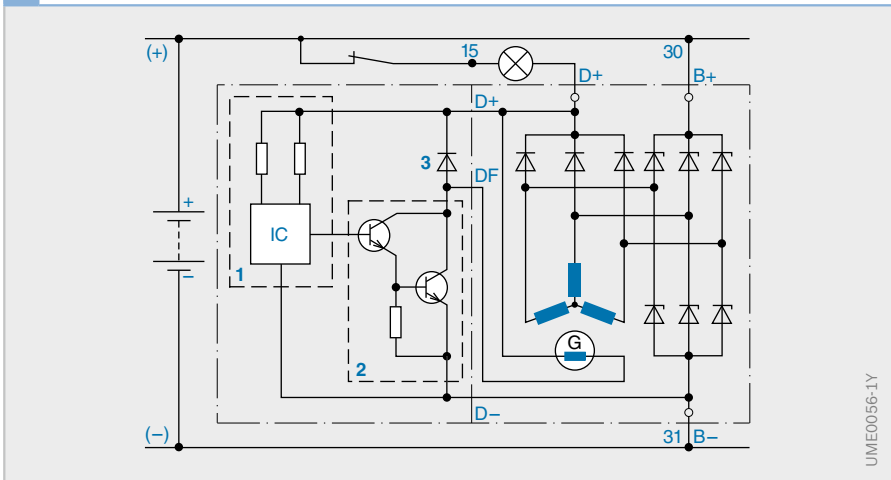 (+)
15
30
D+
B+
D+
3
DF
+
IC
–
1
2
G
D–
(–)
31
B–
UME0056-1Y